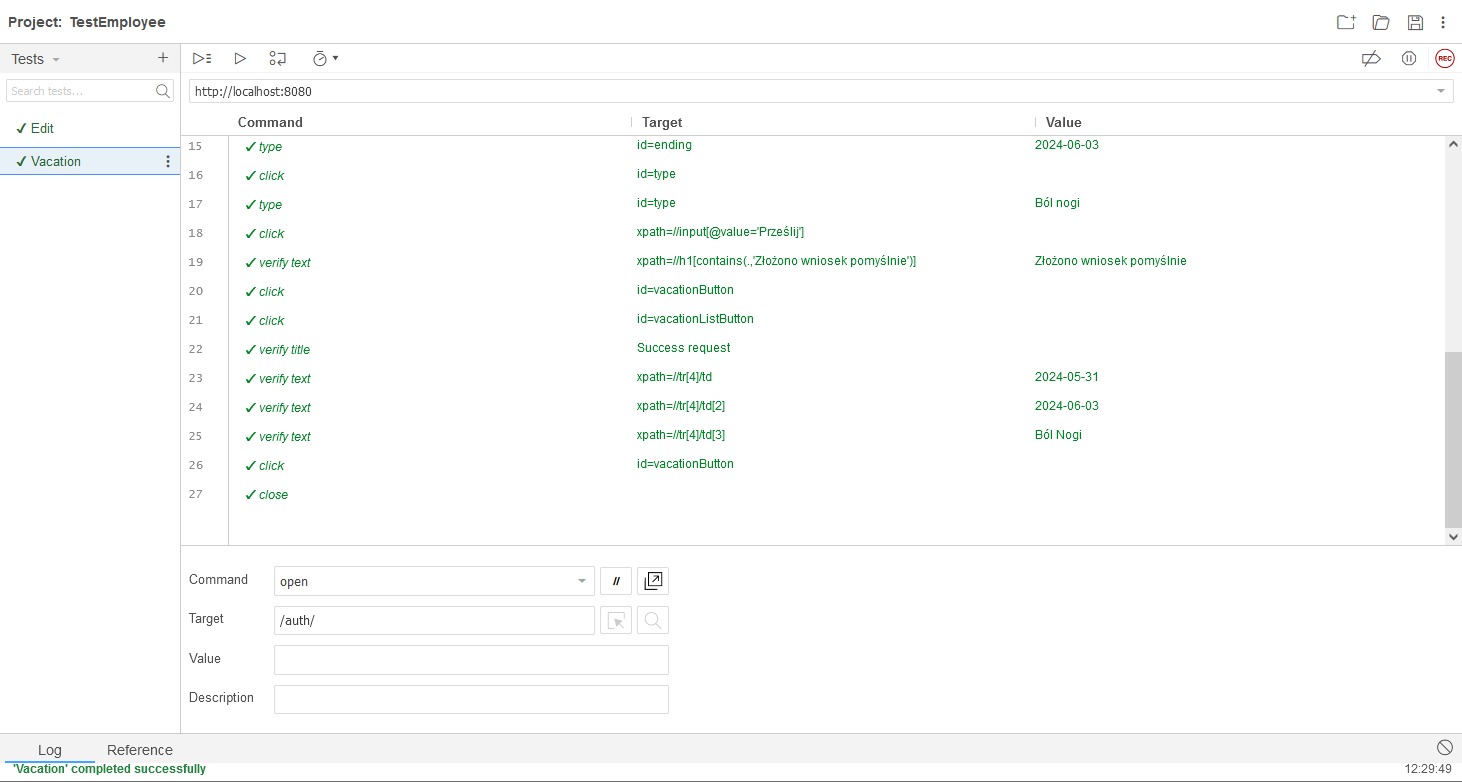 Project: TestEmployee
Tests
Search tests...
✓ Edit
✓ Vacation
REC
http://localhost:8080
Command Target Value
15 ✓ type id=ending 2024-06-03
16 ✓ click id=type
17 ✓ type id=type Ból nogi
18 ✓ click xpath=//input[@value='Prześlij']
19 ✓ verify text xpath=//h1[contains(.,'Złożono wniosek pomyślnie')] Złożono wniosek pomyślnie
20 ✓ click id=vacationButton
21 ✓ click id=vacationListButton
22 ✓ verify title Success request
23 ✓ verify text xpath=//tr[4]/td 2024-05-31
24 ✓ verify text xpath=//tr[4]/td[2] 2024-06-03
25 ✓ verify text xpath=//tr[4]/td[3] Ból Nogi
26 ✓ click id=vacationButton
27 ✓ close
Command open //
Target /auth/
Value
Description
Log Reference
'Vacation' completed successfully 12:29:49